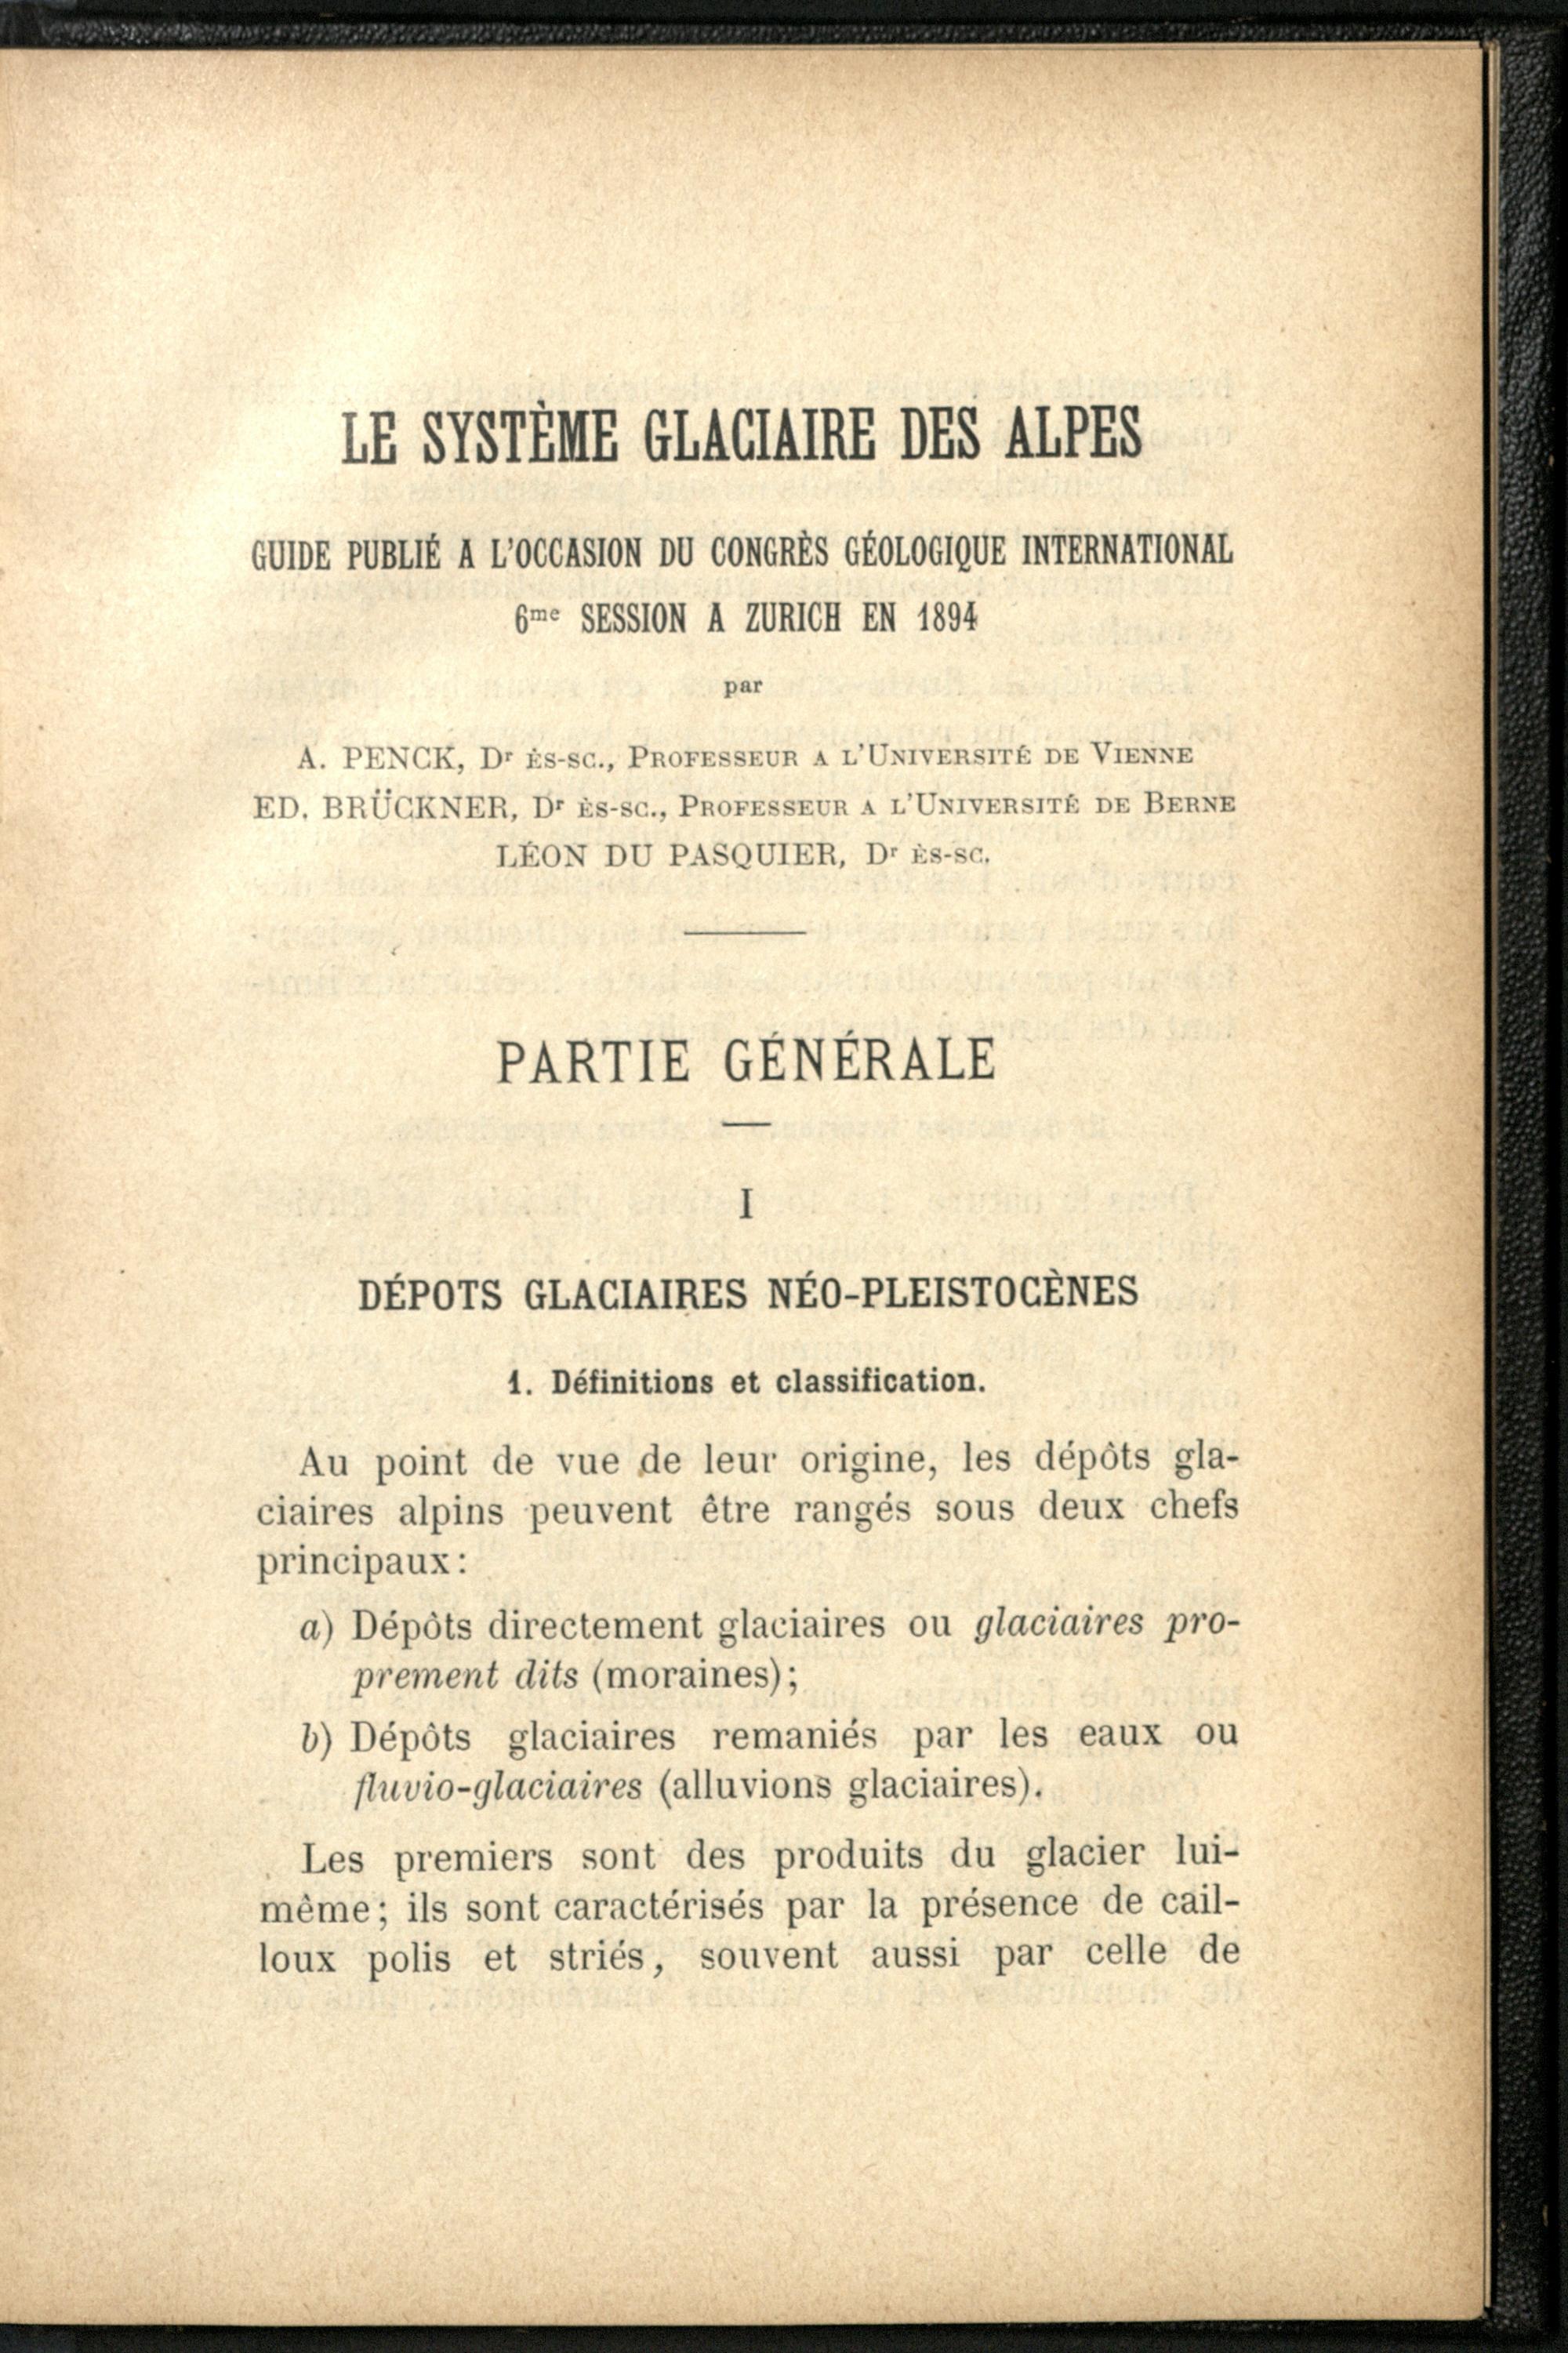 LE SYSTÈME GLACIAIRE DES ALPES
GUIDE PUBLIÉ A L'OCCASION DU CONGRÈS GÉOLOGIQUE INTERNATIONAL
6me SESSION A ZURICH EN 1894
par
A. PENCK, Dr ès-sc., Professeur a l'Université de Vienne
ED. BRÜCKNER, Dr ès-sc., Professeur a l'Université de Berne
LÉON DU PASQUIER, Dr ès-sc.
PARTIE GÉNÉRALE
I
DÉPOTS GLACIAIRES NÉO-PLEISTOCÈNES
1. Définitions et classification.
Au point de vue de leur origine, les dépôts gla-
ciaires alpins peuvent être rangés sous deux chefs
principaux:
a) Dépôts directement glaciaires ou glaciaires pro-
prement dits (moraines);
b) Dépôts glaciaires remaniés par les eaux ou
fluvio-glaciaires (alluvions glaciaires).
Les premiers sont des produits du glacier lui-
même; ils sont caractérisés par la présence de cail-
loux polis et striés, souvent aussi par celle de